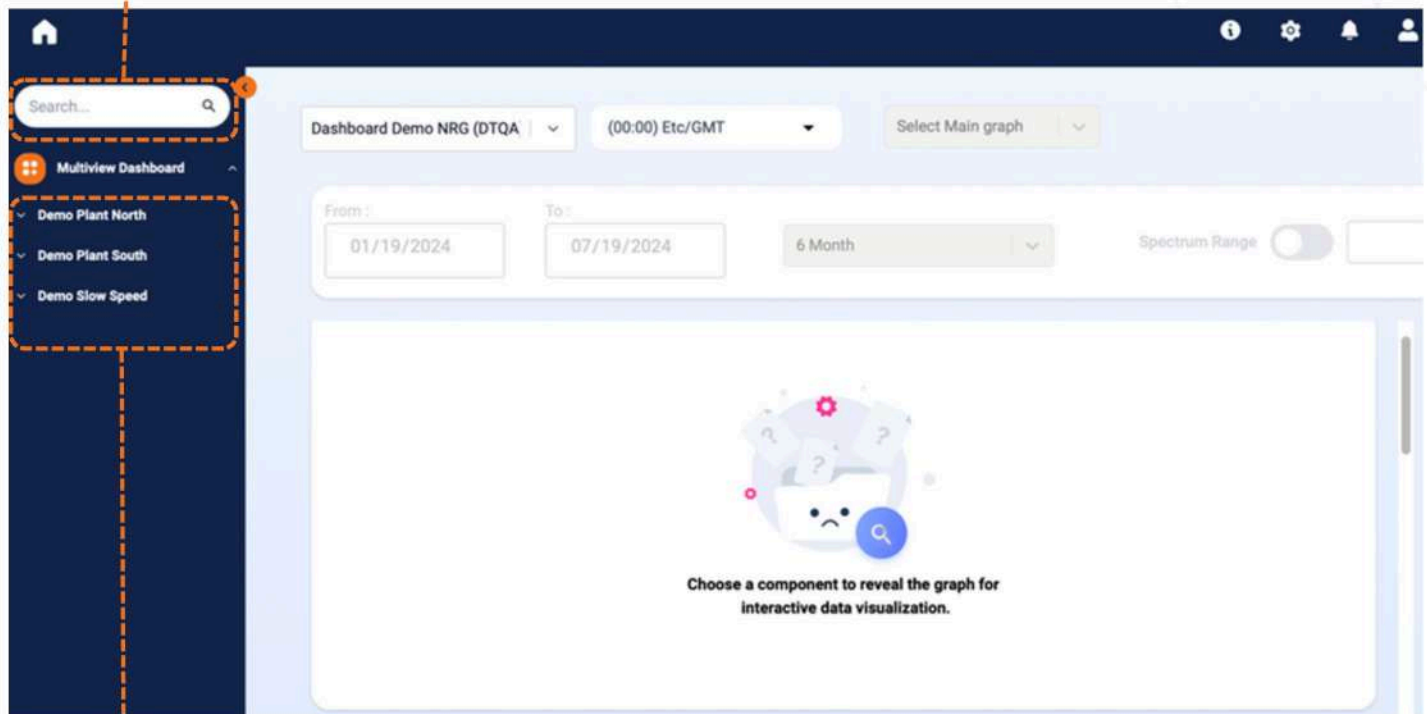 Search...
Multiview Dashboard
Demo Plant North
Demo Plant South
Demo Slow Speed
Dashboard Demo NRG (DTQA
(00:00) Etc/GMT
Select Main graph
From :
To :
01/19/2024
07/19/2024
6 Month
Spectrum Range
? ? ?
Choose a component to reveal the graph for
interactive data visualization.